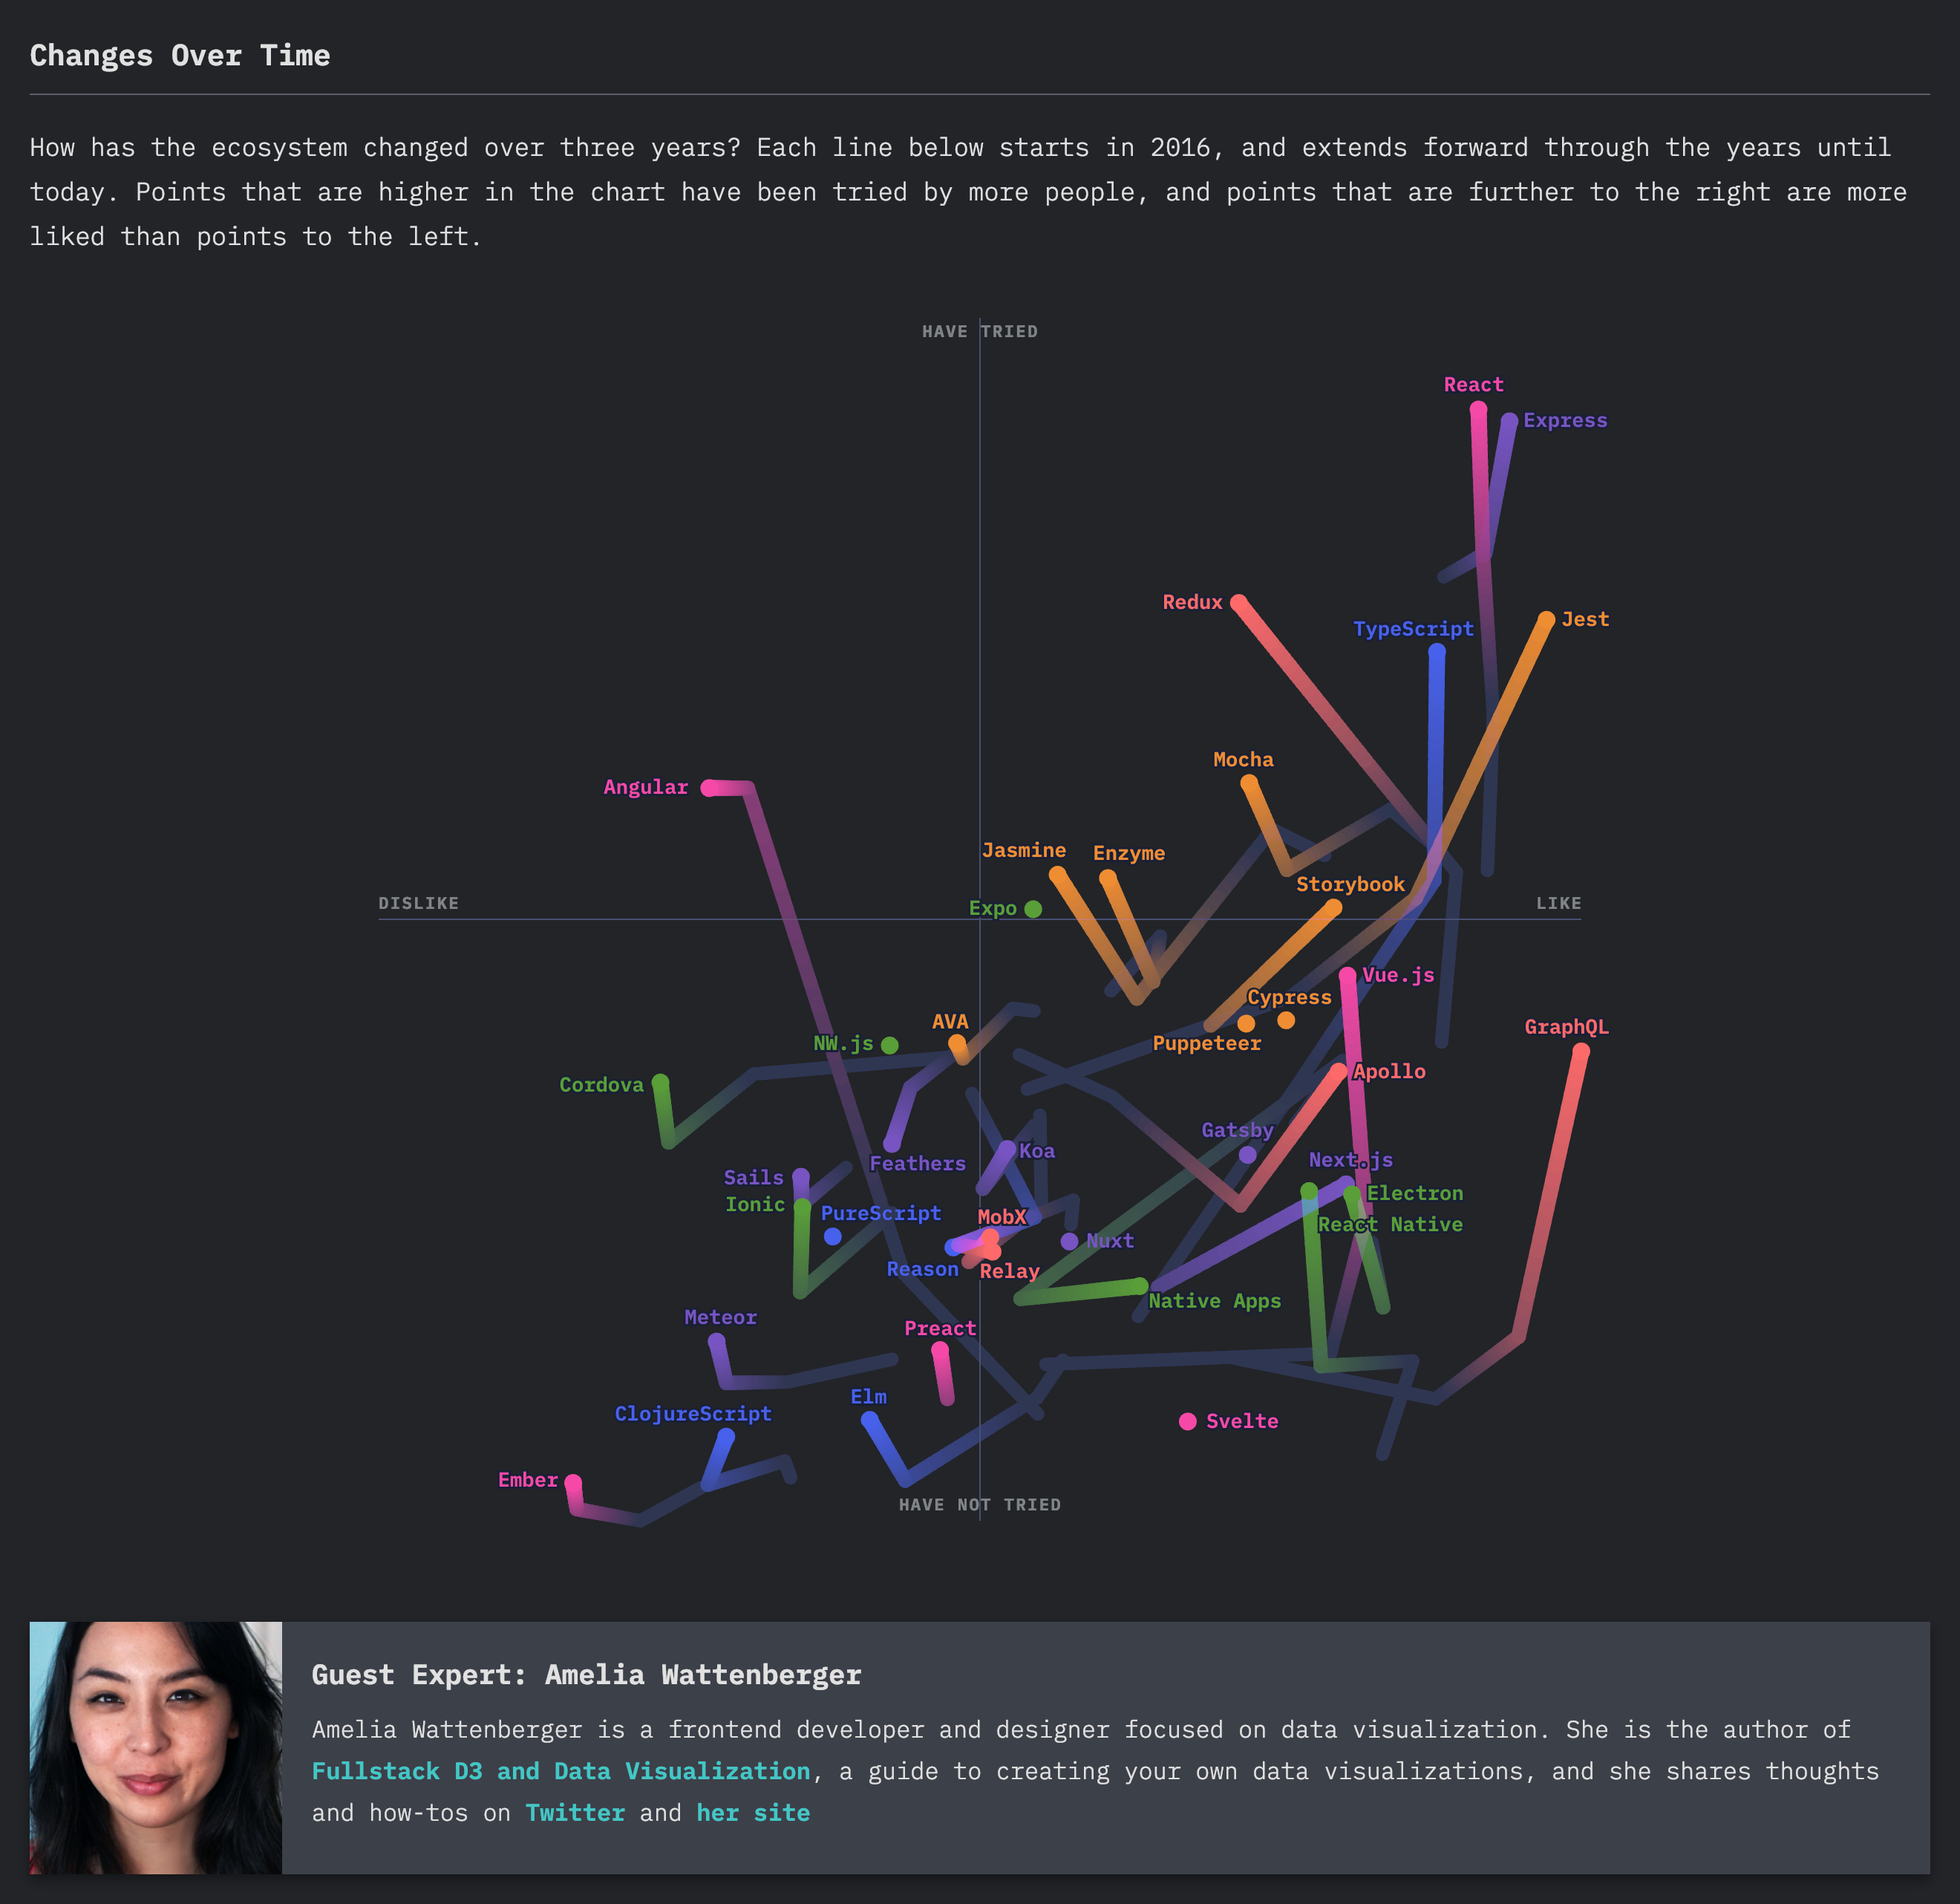 Changes Over Time
How has the ecosystem changed over three years? Each line below starts in 2016, and extends forward through the years until
today. Points that are higher in the chart have been tried by more people, and points that are further to the right are more
liked than points to the left.
HAVE TRIED
React
Express
Redux
Jest
TypeScript
Mocha
Angular
Jasmine
Enzyme
Storybook
DISLIKE
LIKE
Expo
Vue.js
Cypress
AVA
GraphQL
NW.js
Puppeteer
Apollo
Cordova
Gatsby
Koa
Next.js
Feathers
Sails
Electron
Ionic
PureScript
MobX
React Native
Nuxt
Reason
Relay
Native Apps
Meteor
Preact
Elm
ClojureScript
Svelte
Ember
HAVE NOT TRIED
Guest Expert: Amelia Wattenberger
Amelia Wattenberger is a frontend developer and designer focused on data visualization. She is the author of
Fullstack D3 and Data Visualization, a guide to creating your own data visualizations, and she shares thoughts
and how-tos on Twitter and her site